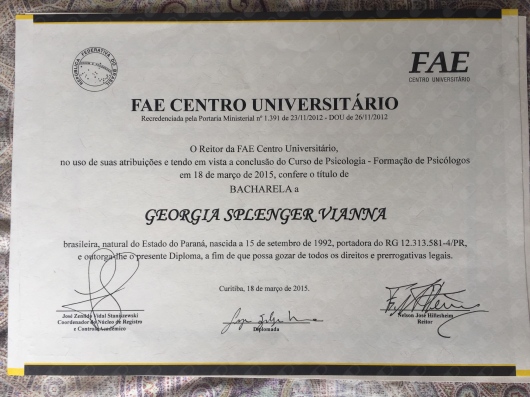 REPÚBLICA FEDERATIVA DO BRASIL
FAE
CENTRO UNIVERSITÁRIO
FAE CENTRO UNIVERSITÁRIO
Recredenciada pela Portaria Ministerial nº 1.391 de 23/11/2012 - DOU de 26/11/2012
O Reitor da FAE Centro Universitário,
no uso de suas atribuições e tendo em vista a conclusão do Curso de Psicologia - Formação de Psicólogos
em 18 de março de 2015, confere o título de
BACHARELA a
GEORGIA SPLENGER VIANNA
brasileira, natural do Estado do Paraná, nascida a 15 de setembro de 1992, portadora do RG 12.313.581-4/PR,
e outorga-lhe o presente Diploma, a fim de que possa gozar de todos os direitos e prerrogativas legais.
Curitiba, 18 de março de 2015.
José Zenildo Vidal Staniszewski
Coordenador do Núcleo de Registro
e Controle Acadêmico
Diplomada
Nelson José Hillesheim
Reitor